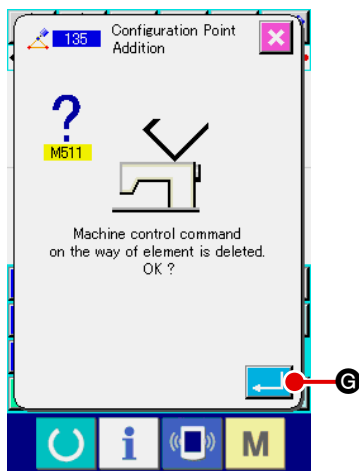 135 Configuration Point
Addition
?
M511
Machine control command
on the way of element is deleted.
OK ?
G
i M